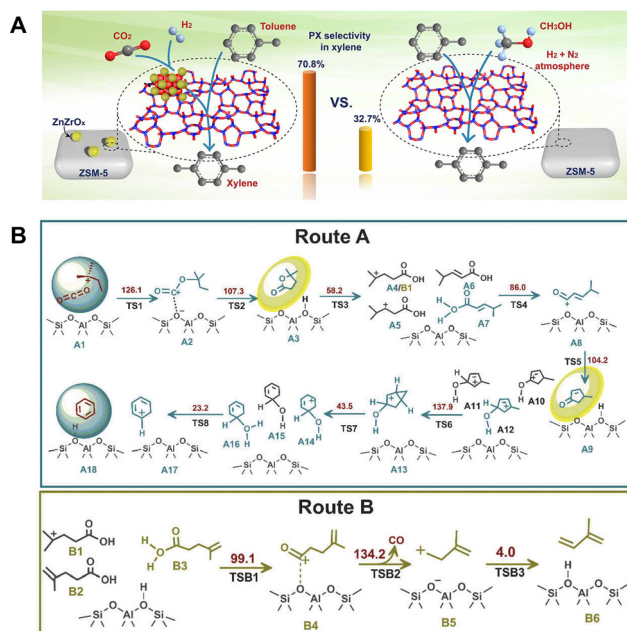 A
CO₂
H₂
Toluene
PX selectivity
in xylene
70.8%
VS.
32.7%
CH₃OH
H₂ + N₂
atmosphere
ZnZrOₓ
ZSM-5
Xylene
ZSM-5
B
Route A
A1
126.1
TS1
A2
107.3
TS2
A3
58.2
TS3
A4/B1
A5
A6
A7
86.0
TS4
A8
TS5
104.2
A9
A10
A11
A12
137.9
TS6
A13
43.5
TS7
A14
A15
A16
23.2
TS8
A17
A18
Route B
B1
B2
B3
99.1
TSB1
B4
134.2
CO
TSB2
B5
4.0
TSB3
B6